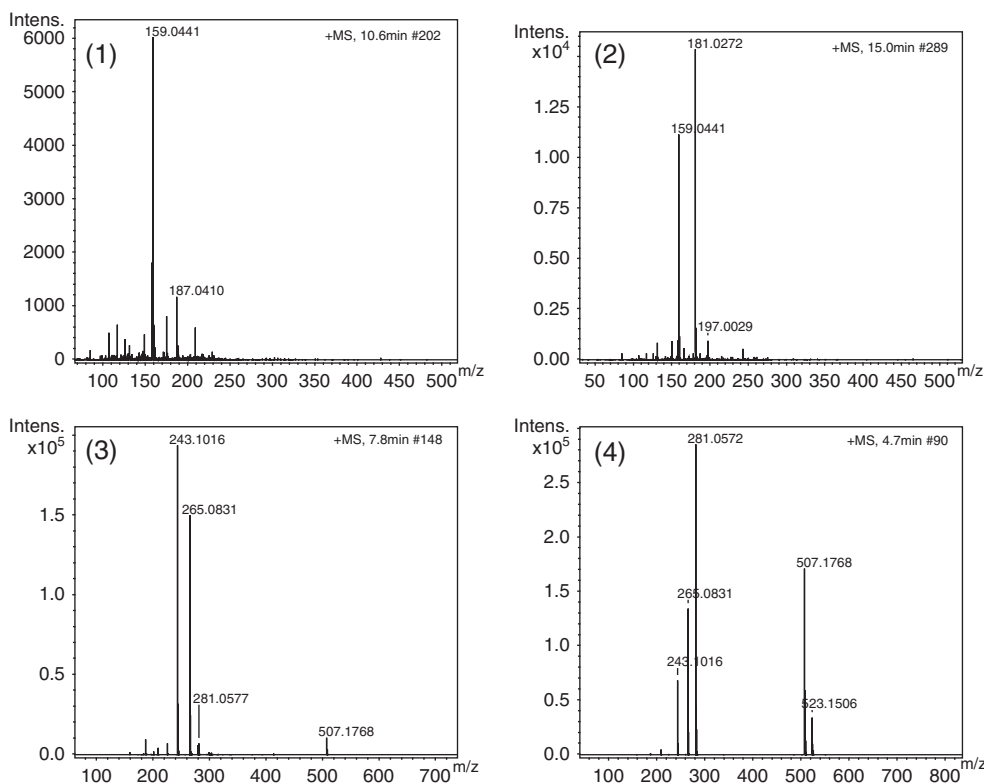 Intens.
(1)
159.0441
+MS, 10.6min #202
6000
5000
4000
3000
2000
1000
0
187.0410
100 150 200 250 300 350 400 450 500 m/z
Intens.
x10^4
(2)
181.0272
+MS, 15.0min #289
159.0441
1.25
1.00
0.75
0.50
0.25
0.00
197.0029
50 100 150 200 250 300 350 400 450 500 m/z
Intens.
x10^5
(3)
243.1016
+MS, 7.8min #148
265.0831
1.5
1.0
0.5
0.0
281.0577
507.1768
100 200 300 400 500 600 700 m/z
Intens.
x10^5
(4)
281.0572
+MS, 4.7min #90
2.5
2.0
1.5
1.0
0.5
0.0
507.1768
265.0831
243.1016
523.1506
100 200 300 400 500 600 700 800 m/z